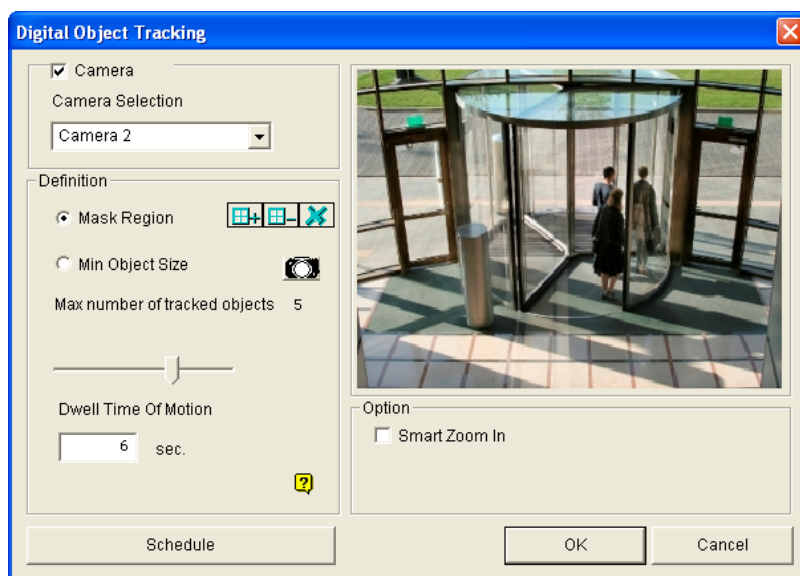 Digital Object Tracking
Camera
Camera Selection
Camera 2
Definition
Mask Region
Min Object Size
Max number of tracked objects 5
Dwell Time Of Motion
6 sec.
?
Option
Smart Zoom In
Schedule
OK
Cancel